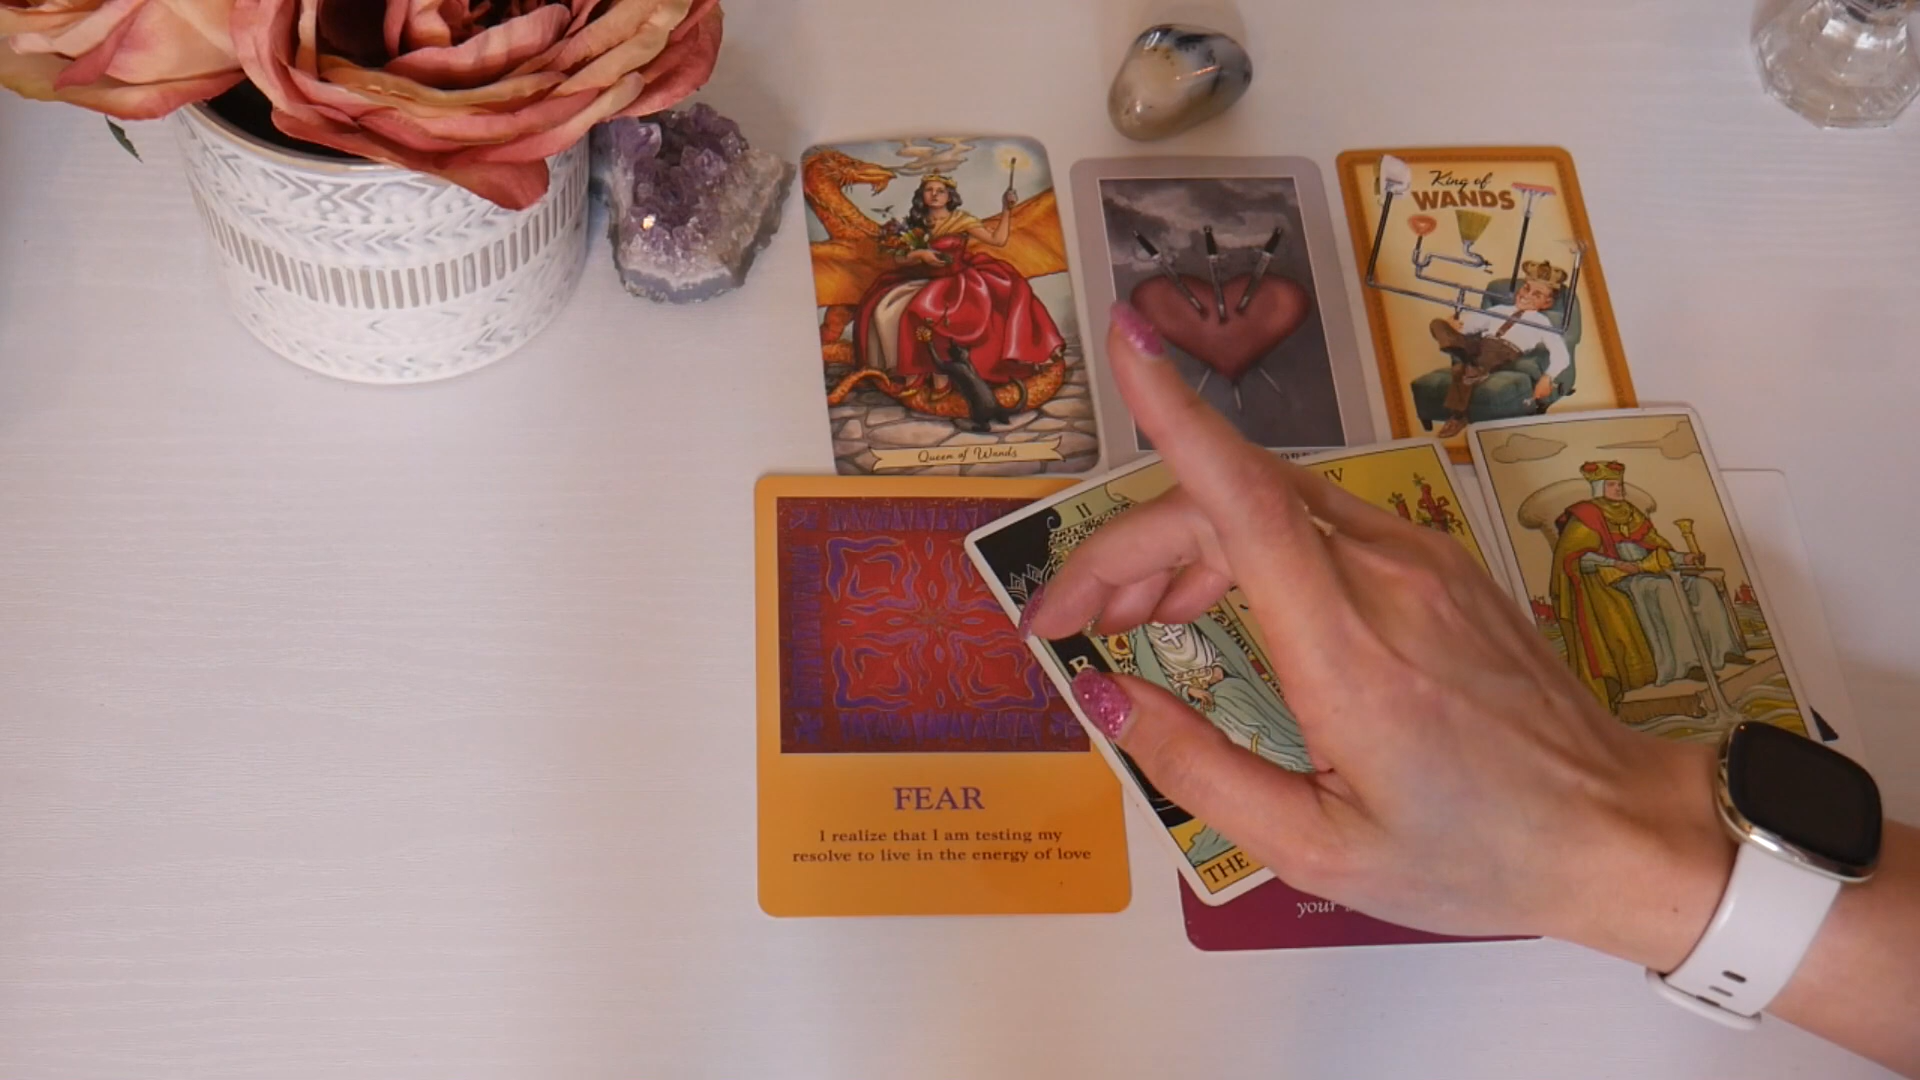 King of
WANDS
Queen of Wands
II
IV
B
FEAR
I realize that I am testing my
resolve to live in the energy of love
THE
your